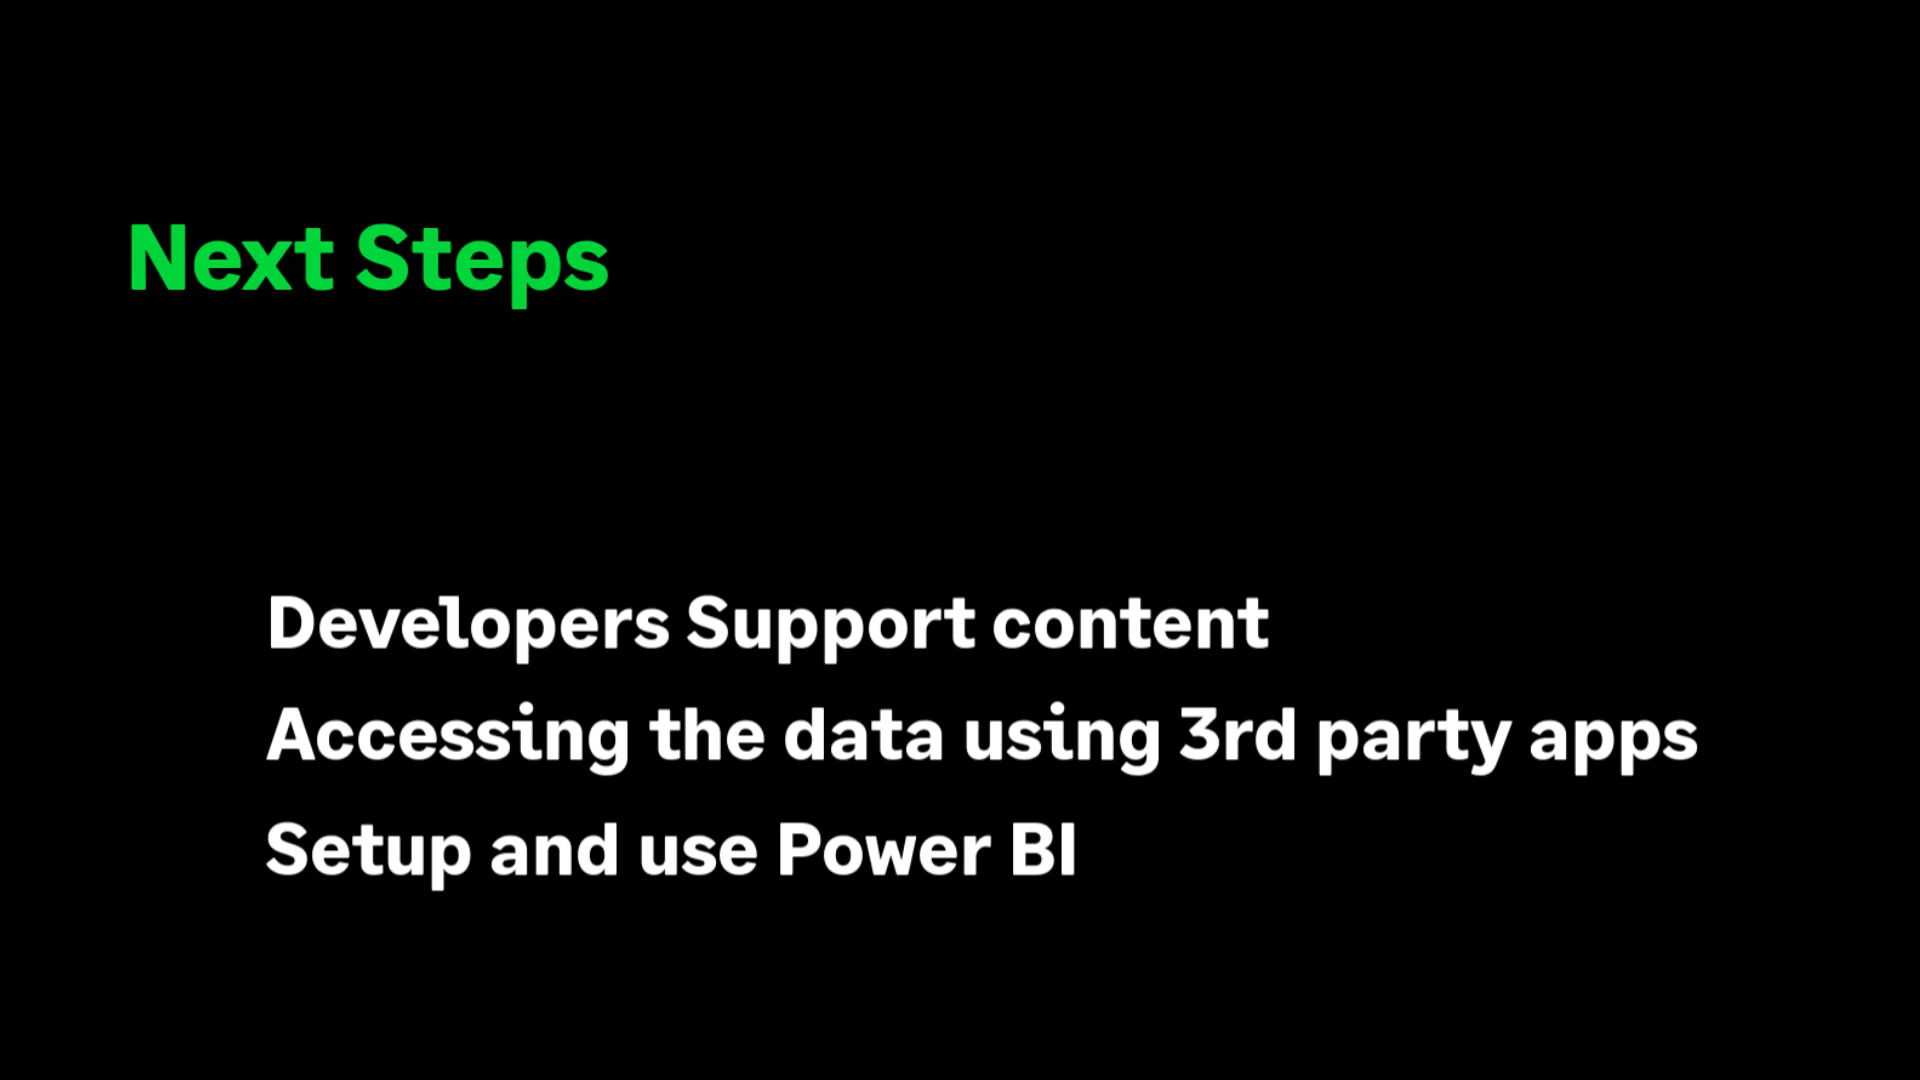 Next Steps
Developers Support content
Accessing the data using 3rd party apps
Setup and use Power BI